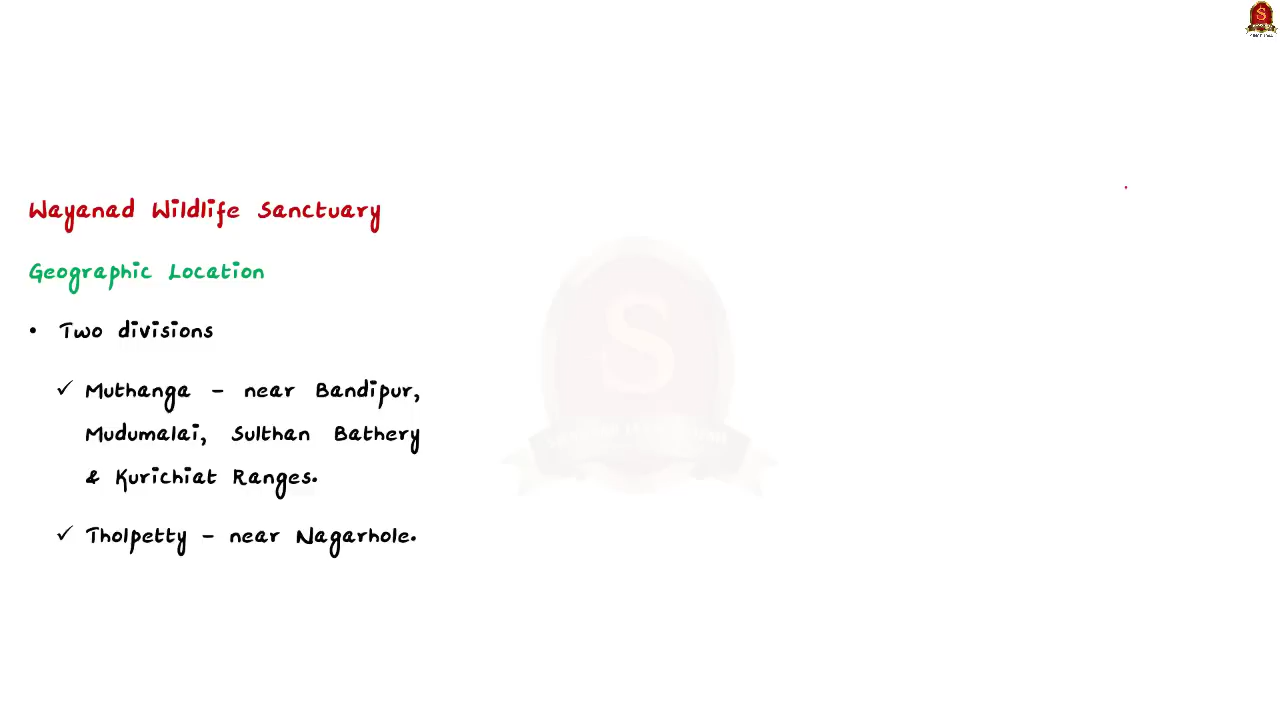 Wayanad Wildlife Sanctuary
Geographic Location
• Two divisions
✓ Muthanga – near Bandipur,
Mudumalai, Sulthan Bathery
& Kurichiat Ranges.
✓ Tholpetty – near Nagarhole.
S
S